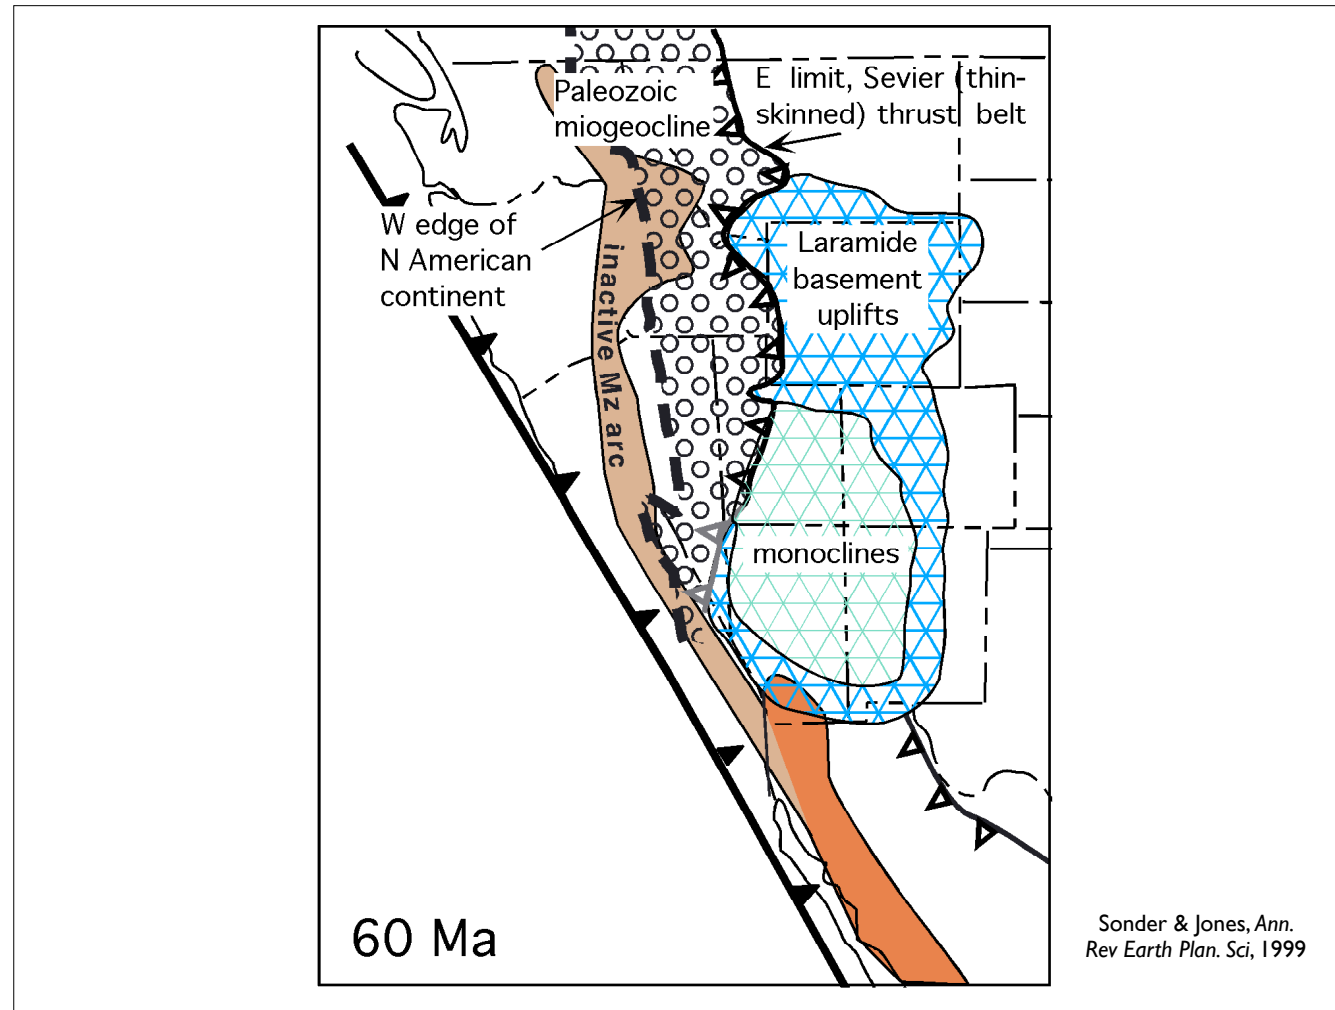 E limit, Sevier (thin-
skinned) thrust belt
Paleozoic
miogeocline
W edge of
N American
continent
inactive Mz arc
Laramide
basement
uplifts
monoclines
60 Ma
Sonder & Jones, Ann.
Rev Earth Plan. Sci, 1999